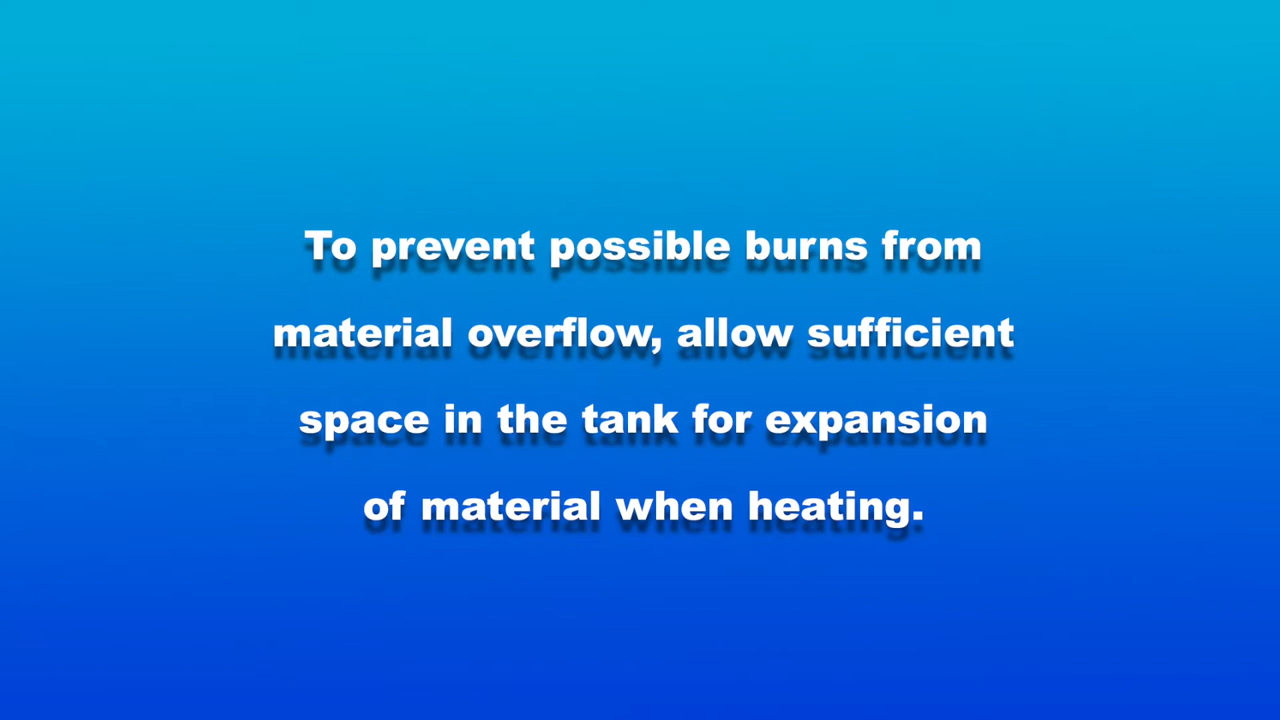 To prevent possible burns from
material overflow, allow sufficient
space in the tank for expansion
of material when heating.